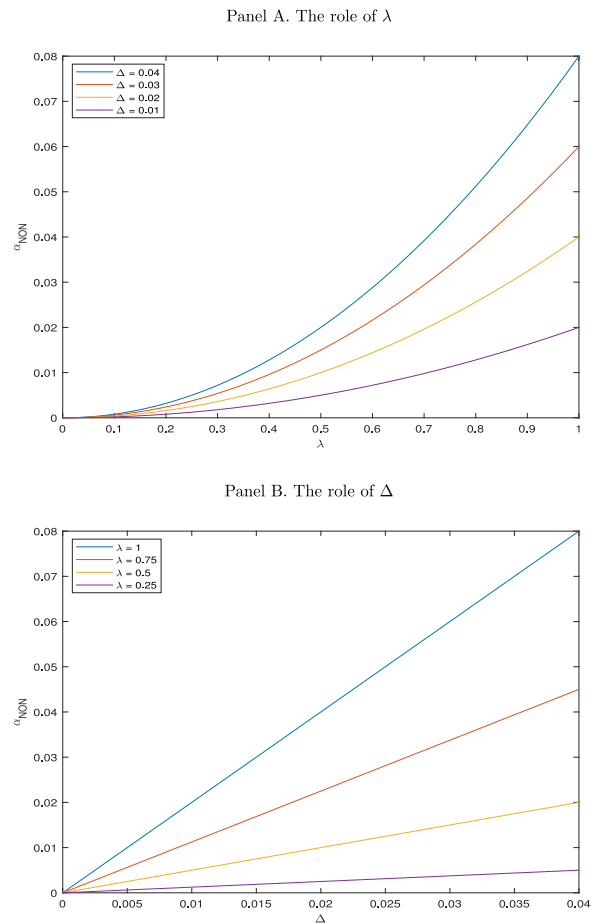 Panel A. The role of λ
0.08
0.07
0.06
0.05
0.04
0.03
0.02
0.01
0
α_NON
Δ = 0.04
Δ = 0.03
Δ = 0.02
Δ = 0.01
0 0.1 0.2 0.3 0.4 0.5 0.6 0.7 0.8 0.9 1
λ
Panel B. The role of Δ
0.08
0.07
0.06
0.05
0.04
0.03
0.02
0.01
0
α_NON
λ = 1
λ = 0.75
λ = 0.5
λ = 0.25
0 0.005 0.01 0.015 0.02 0.025 0.03 0.035 0.04
Δ